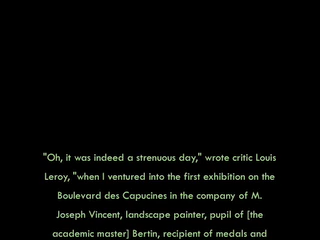 "Oh, it was indeed a strenuous day," wrote critic Louis
Leroy, "when I ventured into the first exhibition on the
Boulevard des Capucines in the company of M.
Joseph Vincent, landscape painter, pupil of [the
academic master] Bertin, recipient of medals and